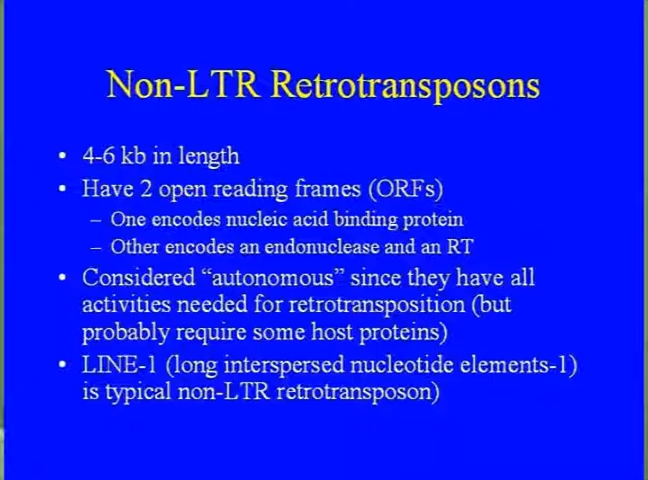 Non-LTR Retrotransposons
• 4-6 kb in length
• Have 2 open reading frames (ORFs)
– One encodes nucleic acid binding protein
– Other encodes an endonuclease and an RT
• Considered “autonomous” since they have all
activities needed for retrotransposition (but
probably require some host proteins)
• LINE-1 (long interspersed nucleotide elements-1)
is typical non-LTR retrotransposon)